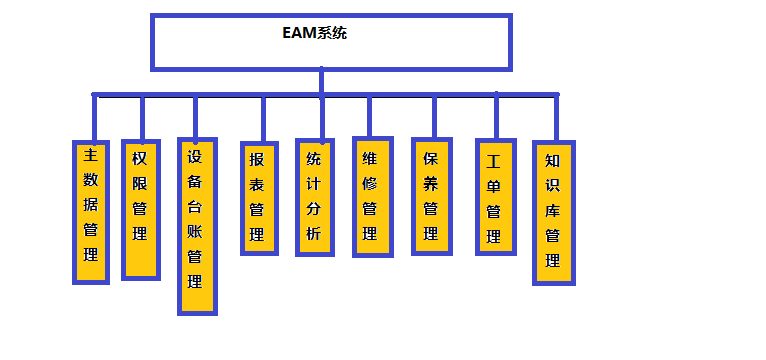 EAM系统
主数据管理
权限管理
设备台账管理
报表管理
统计分析
维修管理
保养管理
工单管理
知识库管理